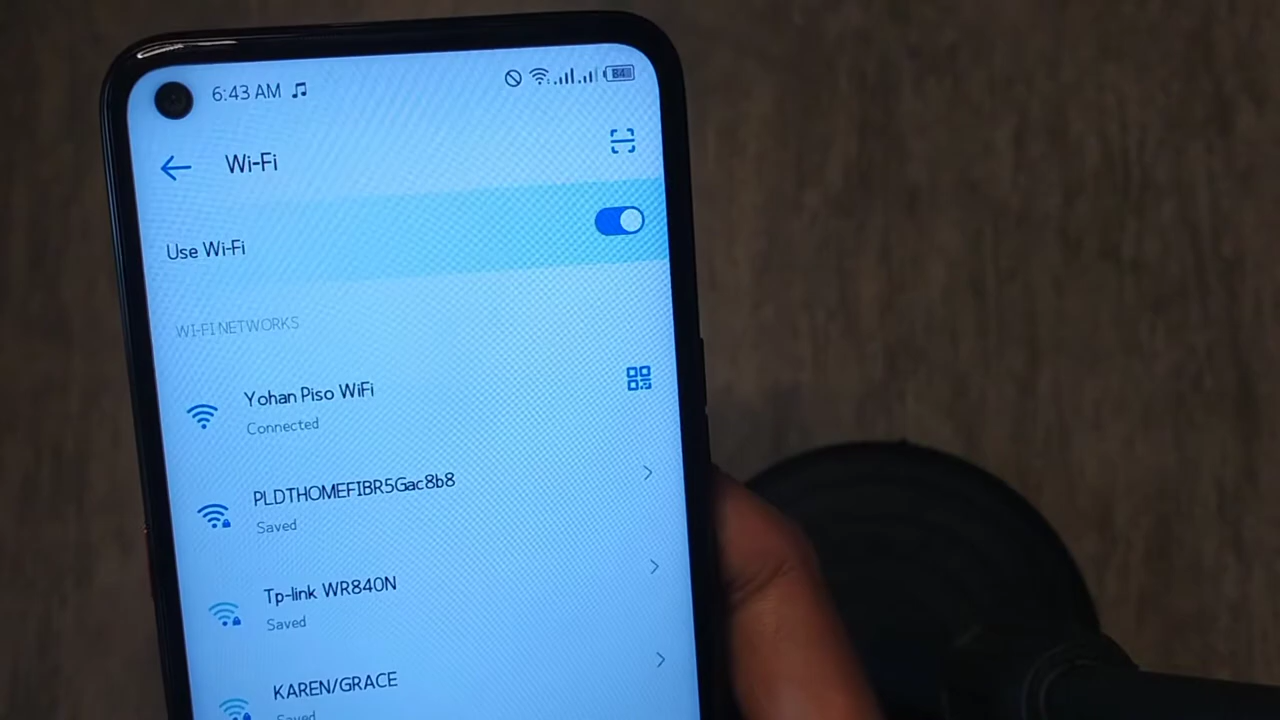 6:43 AM
84
Wi-Fi
Use Wi-Fi
WI-FI NETWORKS
Yohan Piso WiFi
Connected
PLDTHOMEFIBR5Gac8b8
Saved
Tp-link WR840N
Saved
KAREN/GRACE
Saved